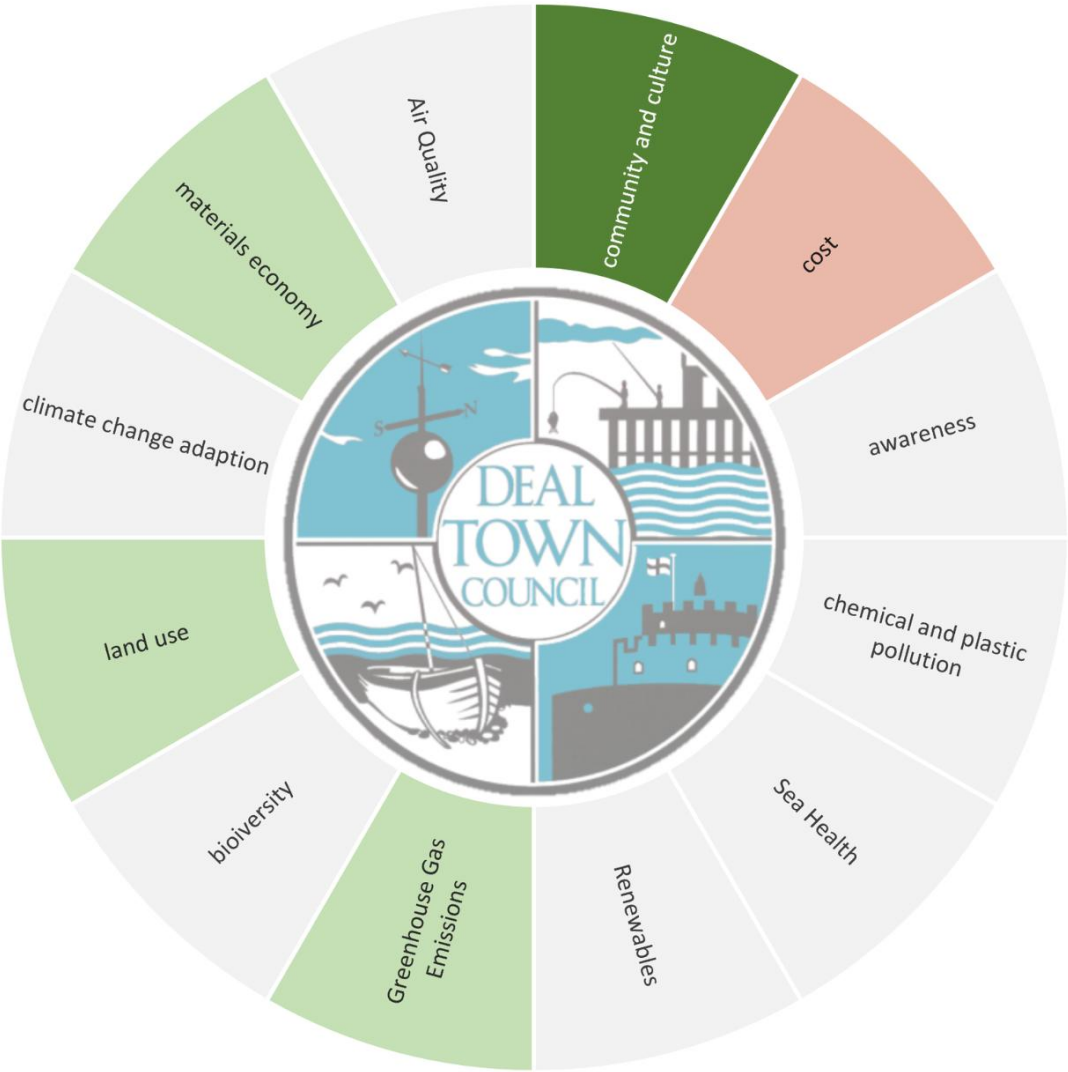 community and culture
cost
awareness
chemical and plastic
pollution
Sea Health
Renewables
Greenhouse Gas
Emissions
bioiversity
land use
climate change adaption
materials economy
Air Quality
S
N
DEAL
TOWN
COUNCIL